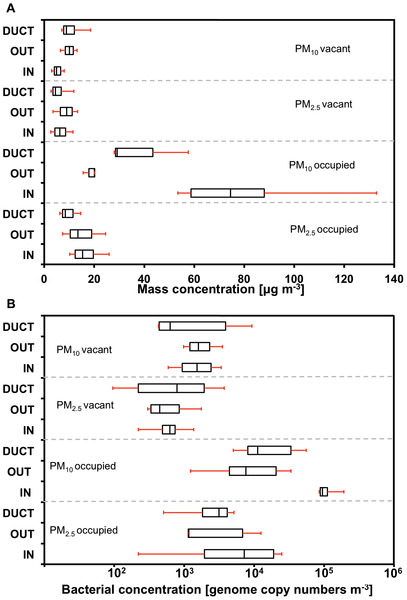 A
DUCT
OUT PM10 vacant
IN
DUCT
OUT PM2.5 vacant
IN
DUCT
OUT PM10 occupied
IN
DUCT
OUT PM2.5 occupied
IN
0 20 40 60 80 100 120 140
Mass concentration [µg m-3]
B
DUCT
OUT PM10 vacant
IN
DUCT
OUT PM2.5 vacant
IN
DUCT
OUT PM10 occupied
IN
DUCT
OUT PM2.5 occupied
IN
10² 10³ 10⁴ 10⁵ 10⁶
Bacterial concentration [genome copy numbers m-3]